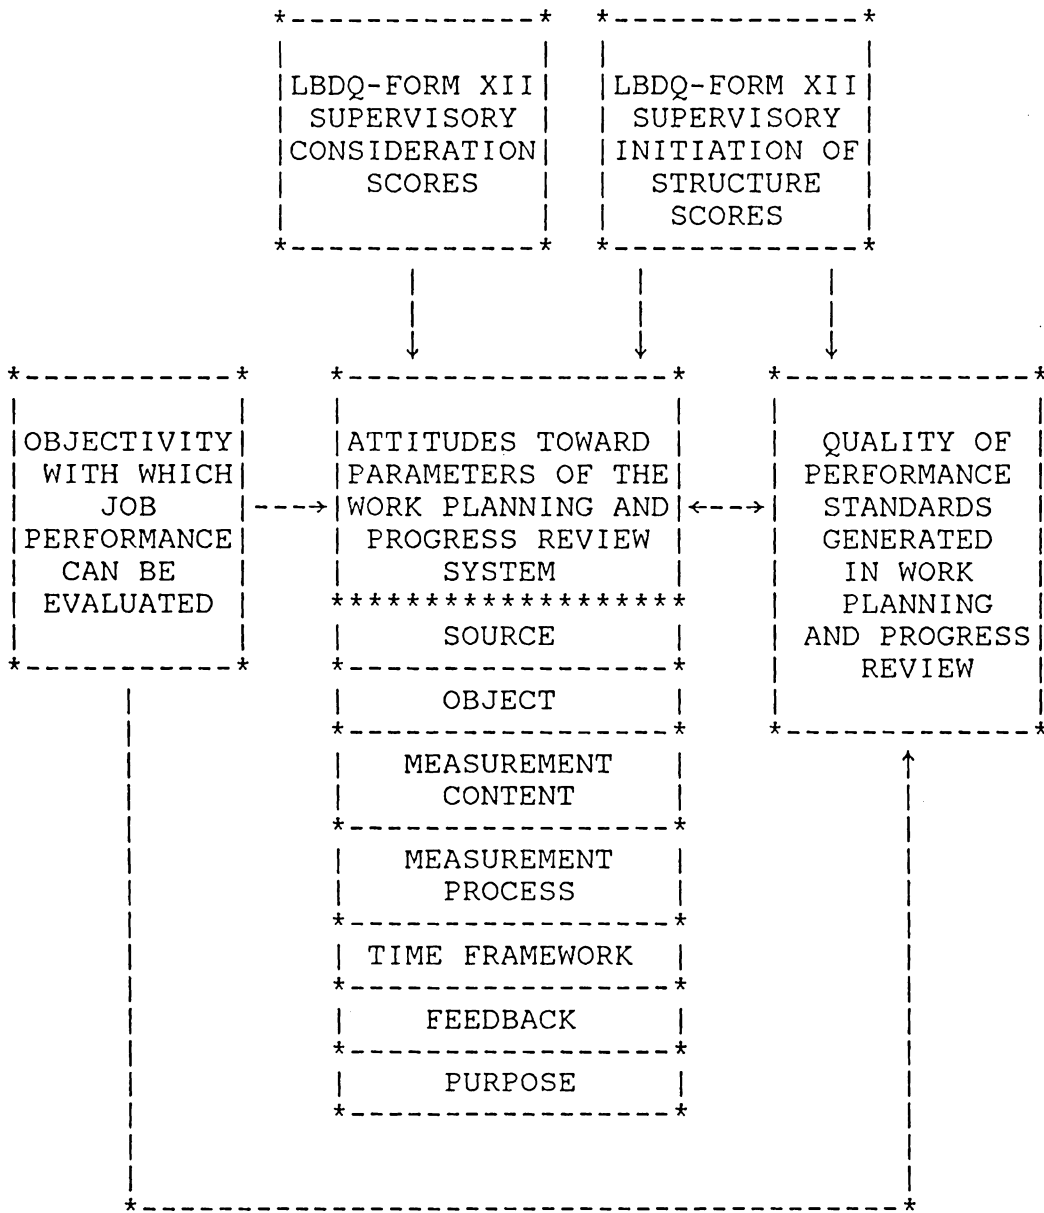 LBDQ-FORM XII
SUPERVISORY
CONSIDERATION
SCORES
LBDQ-FORM XII
SUPERVISORY
INITIATION OF
STRUCTURE
SCORES
OBJECTIVITY
WITH WHICH
JOB
PERFORMANCE
CAN BE
EVALUATED
ATTITUDES TOWARD
PARAMETERS OF THE
WORK PLANNING AND
PROGRESS REVIEW
SYSTEM
SOURCE
OBJECT
MEASUREMENT
CONTENT
MEASUREMENT
PROCESS
TIME FRAMEWORK
FEEDBACK
PURPOSE
QUALITY OF
PERFORMANCE
STANDARDS
GENERATED
IN WORK
PLANNING
AND PROGRESS
REVIEW